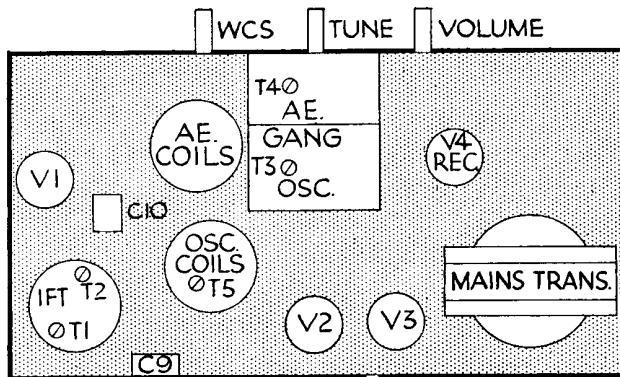 WCS
TUNE
VOLUME
T4
AE.
GANG
T3
OSC.
AE.
COILS
V4
REC.
V1
C10
OSC.
COILS
T5
MAINS TRANS.
IFT
T2
T1
V2
V3
C9